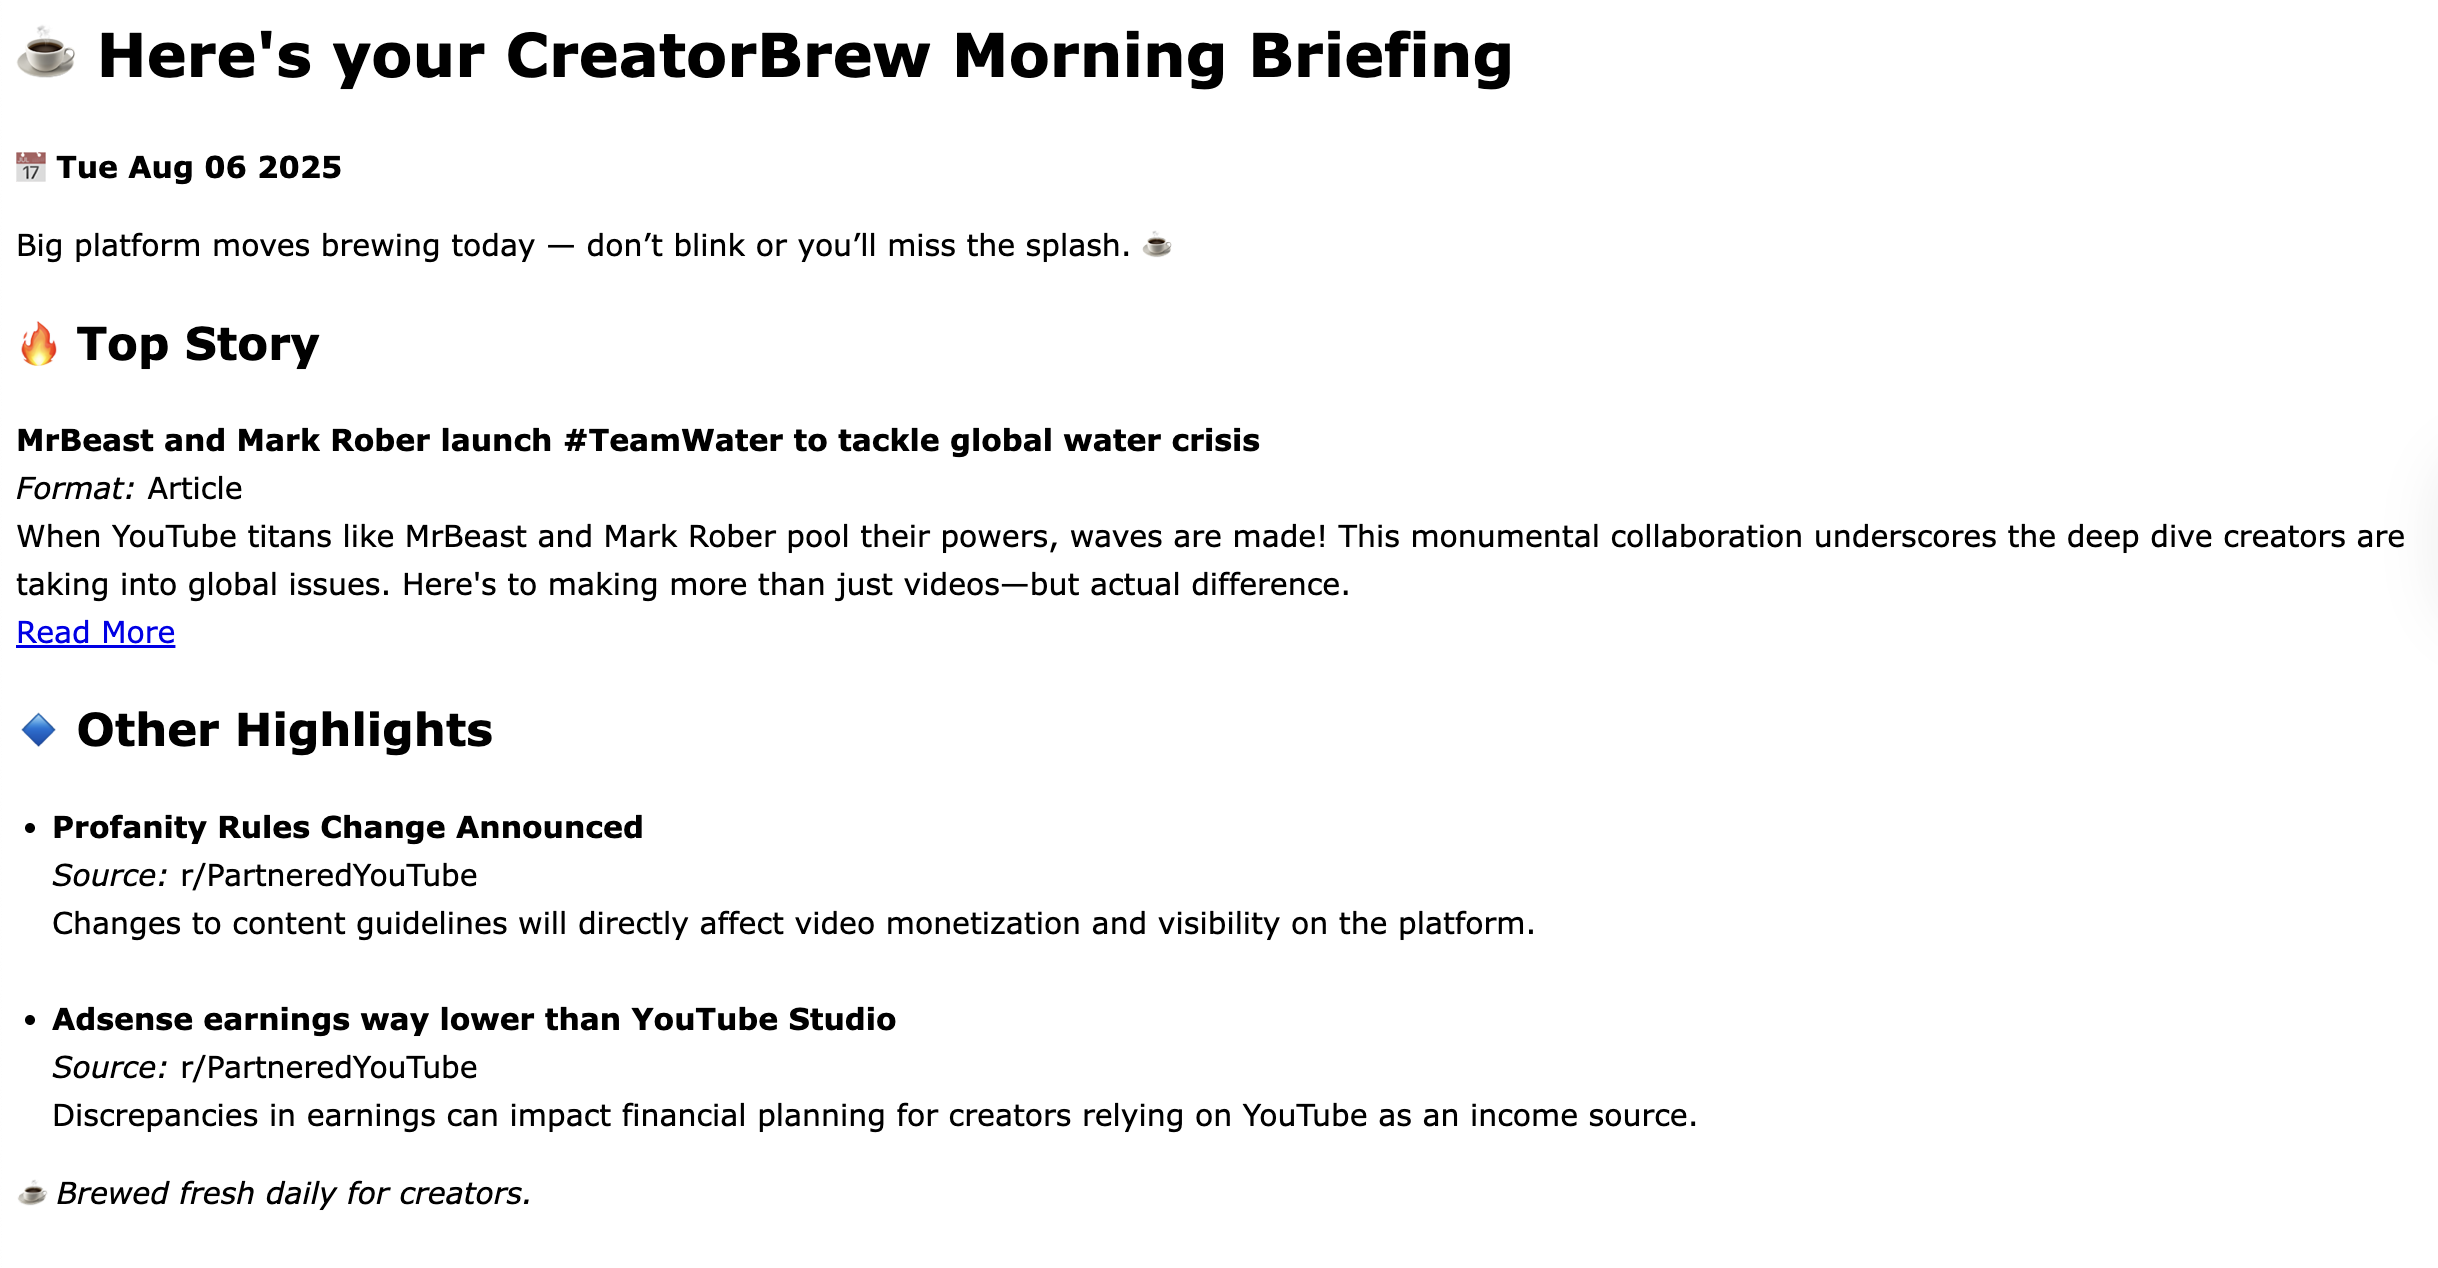 ☕ Here's your CreatorBrew Morning Briefing
📅 Tue Aug 06 2025
Big platform moves brewing today — don’t blink or you’ll miss the splash. ☕
🔥 Top Story
MrBeast and Mark Rober launch #TeamWater to tackle global water crisis
Format: Article
When YouTube titans like MrBeast and Mark Rober pool their powers, waves are made! This monumental collaboration underscores the deep dive creators are
taking into global issues. Here's to making more than just videos—but actual difference.
Read More
🔹 Other Highlights
• Profanity Rules Change Announced
Source: r/PartneredYouTube
Changes to content guidelines will directly affect video monetization and visibility on the platform.
• Adsense earnings way lower than YouTube Studio
Source: r/PartneredYouTube
Discrepancies in earnings can impact financial planning for creators relying on YouTube as an income source.
☕ Brewed fresh daily for creators.